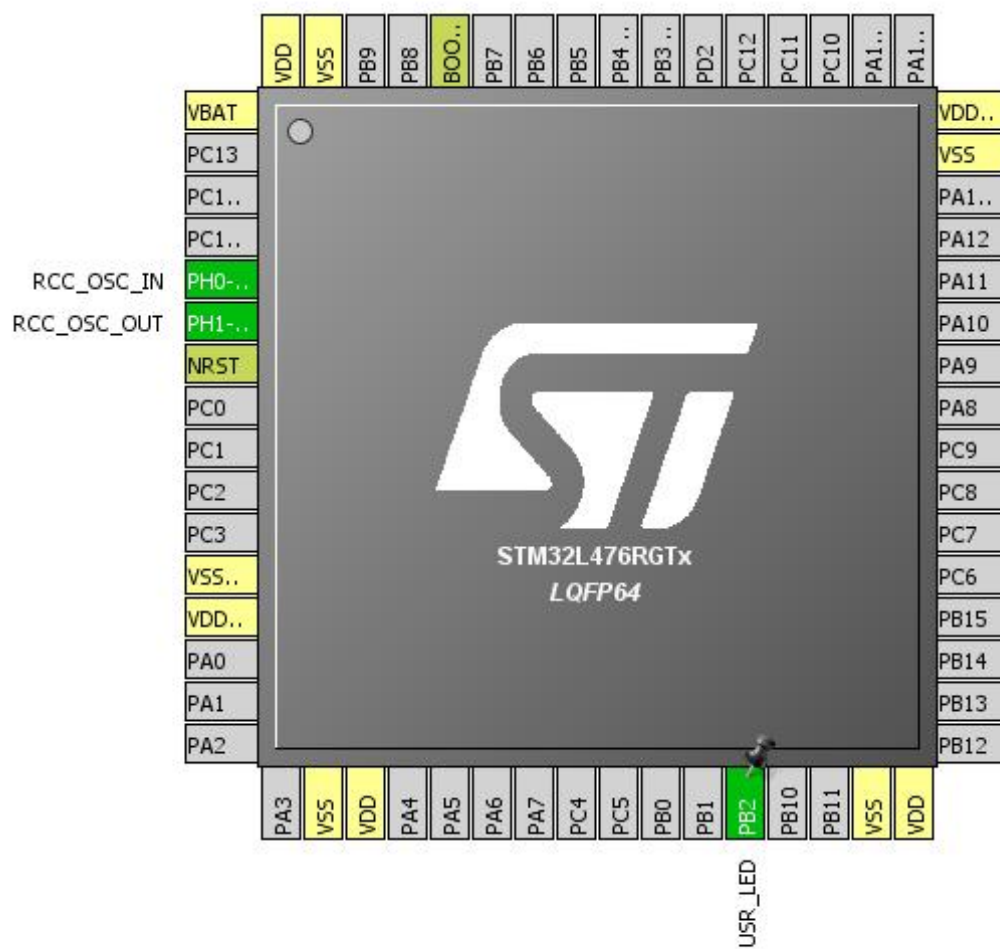 VDD
VSS
PB9
PB8
BOO..
PB7
PB6
PB5
PB4 ..
PB3 ..
PD2
PC12
PC11
PC10
PA1..
PA1..
VBAT
PC13
PC1..
PC1..
RCC_OSC_IN PH0-..
RCC_OSC_OUT PH1-..
NRST
PC0
PC1
PC2
PC3
VSS..
VDD..
PA0
PA1
PA2
VDD..
VSS
PA1..
PA12
PA11
PA10
PA9
PA8
PC9
PC8
PC7
PC6
PB15
PB14
PB13
PB12
ST
STM32L476RGTx
LQFP64
PA3
VSS
VDD
PA4
PA5
PA6
PA7
PC4
PC5
PB0
PB1
PB2
PB10
PB11
VSS
VDD
USR_LED